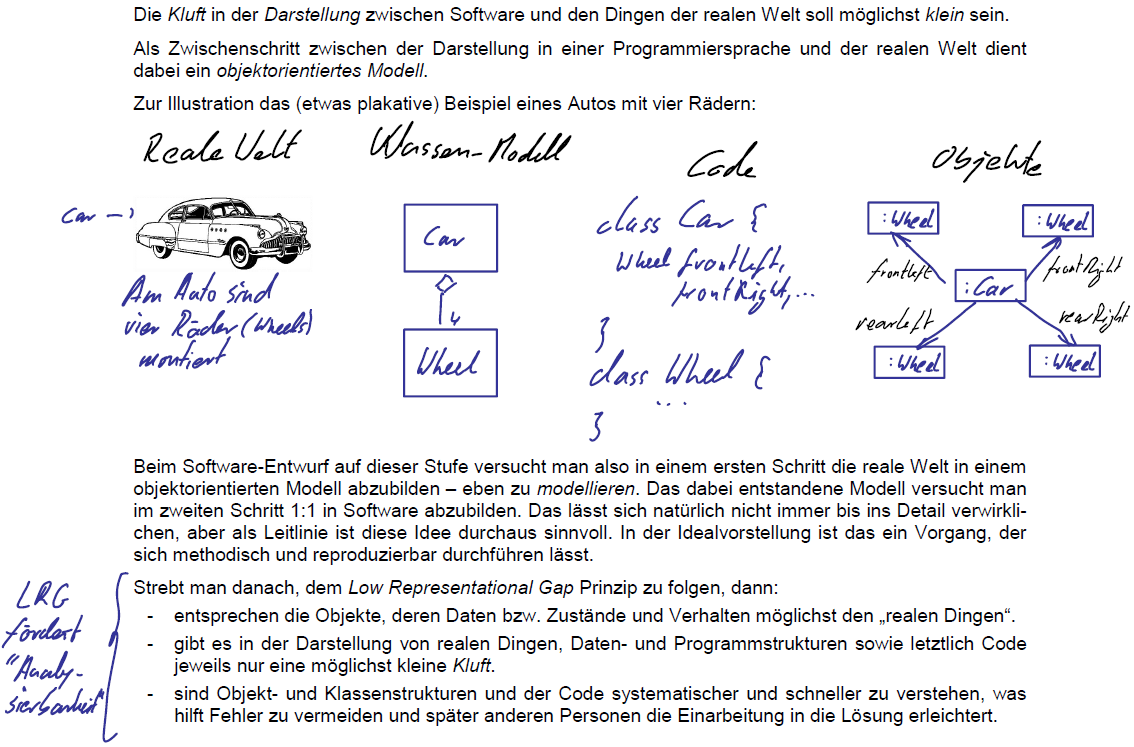 Die Kluft in der Darstellung zwischen Software und den Dingen der realen Welt soll möglichst klein sein.
Als Zwischenschritt zwischen der Darstellung in einer Programmiersprache und der realen Welt dient
dabei ein objektorientiertes Modell.
Zur Illustration das (etwas plakative) Beispiel eines Autos mit vier Rädern:
Reale Welt
Klassen-Modell
Code
Objekte
Car →
Am Auto sind
vier Räder (Wheels)
montiert
Car
4
Wheel
class Car {
Wheel frontleft,
frontRight,...
}
class Wheel {
...
}
:Wheel
:Wheel
frontleft
frontRight
:Car
rearleft
rearRight
:Wheel
:Wheel
Beim Software-Entwurf auf dieser Stufe versucht man also in einem ersten Schritt die reale Welt in einem
objektorientierten Modell abzubilden – eben zu modellieren. Das dabei entstandene Modell versucht man
im zweiten Schritt 1:1 in Software abzubilden. Das lässt sich natürlich nicht immer bis ins Detail verwirkli-
chen, aber als Leitlinie ist diese Idee durchaus sinnvoll. In der Idealvorstellung ist das ein Vorgang, der
sich methodisch und reproduzierbar durchführen lässt.
LRG
fördert
"Analy-
sierbarkeit"
Strebt man danach, dem Low Representational Gap Prinzip zu folgen, dann:
- entsprechen die Objekte, deren Daten bzw. Zustände und Verhalten möglichst den „realen Dingen“.
- gibt es in der Darstellung von realen Dingen, Daten- und Programmstrukturen sowie letztlich Code
jeweils nur eine möglichst kleine Kluft.
- sind Objekt- und Klassenstrukturen und der Code systematischer und schneller zu verstehen, was
hilft Fehler zu vermeiden und später anderen Personen die Einarbeitung in die Lösung erleichtert.